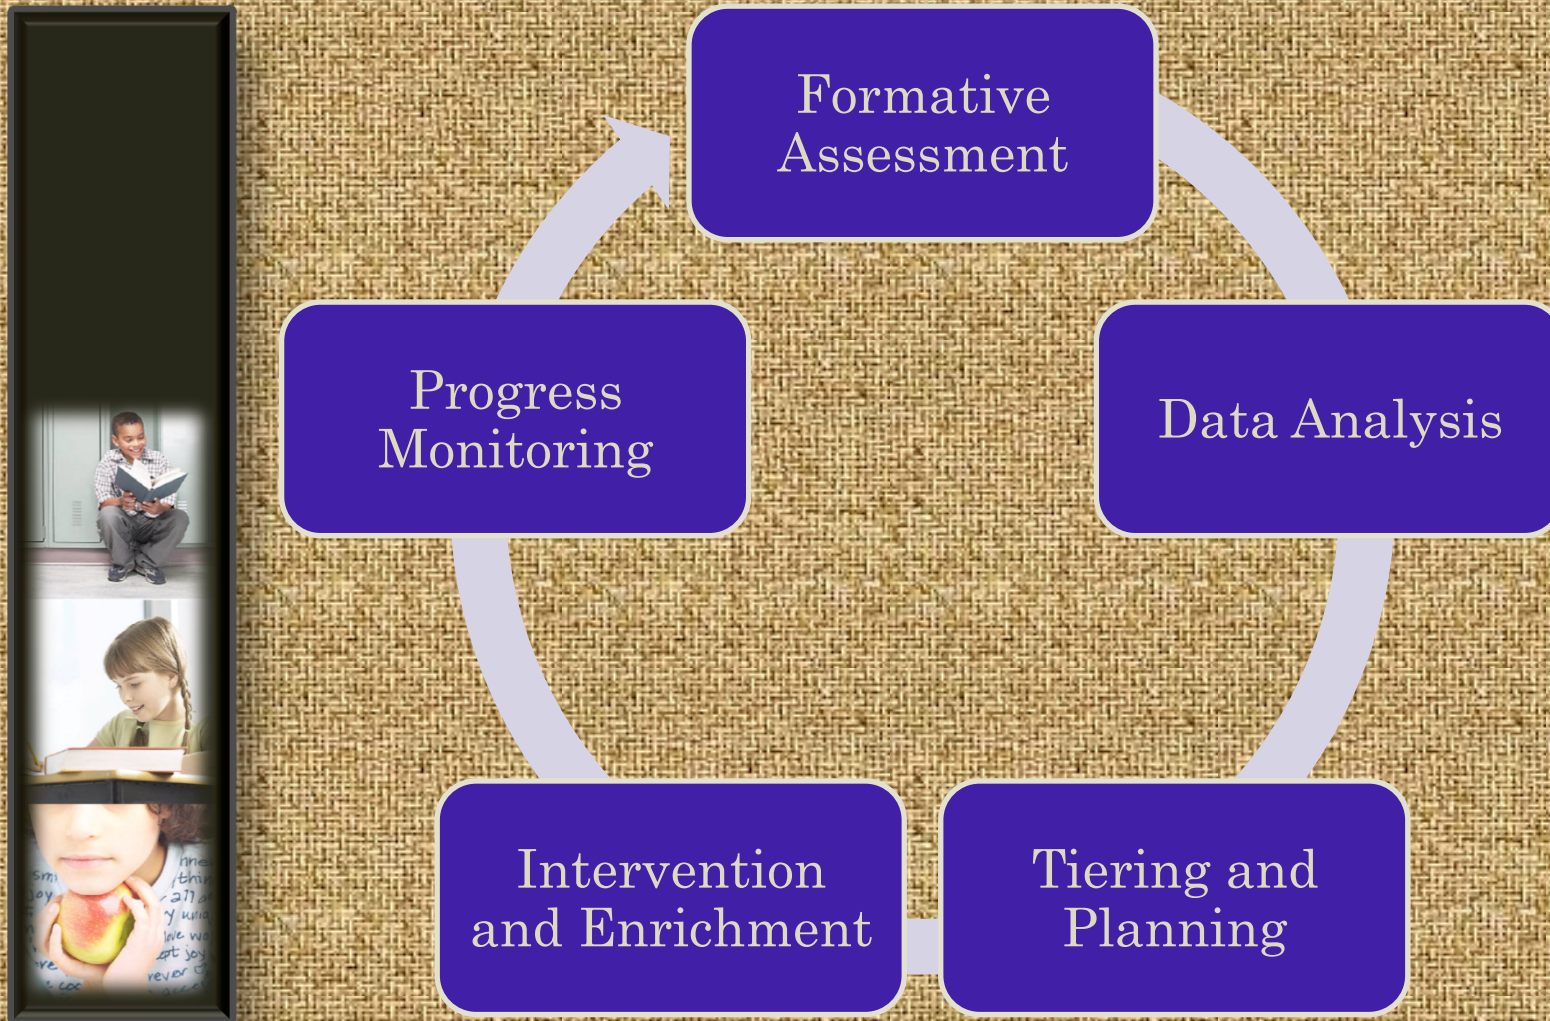 Formative
Assessment
Data Analysis
Tiering and
Planning
Intervention
and Enrichment
Progress
Monitoring